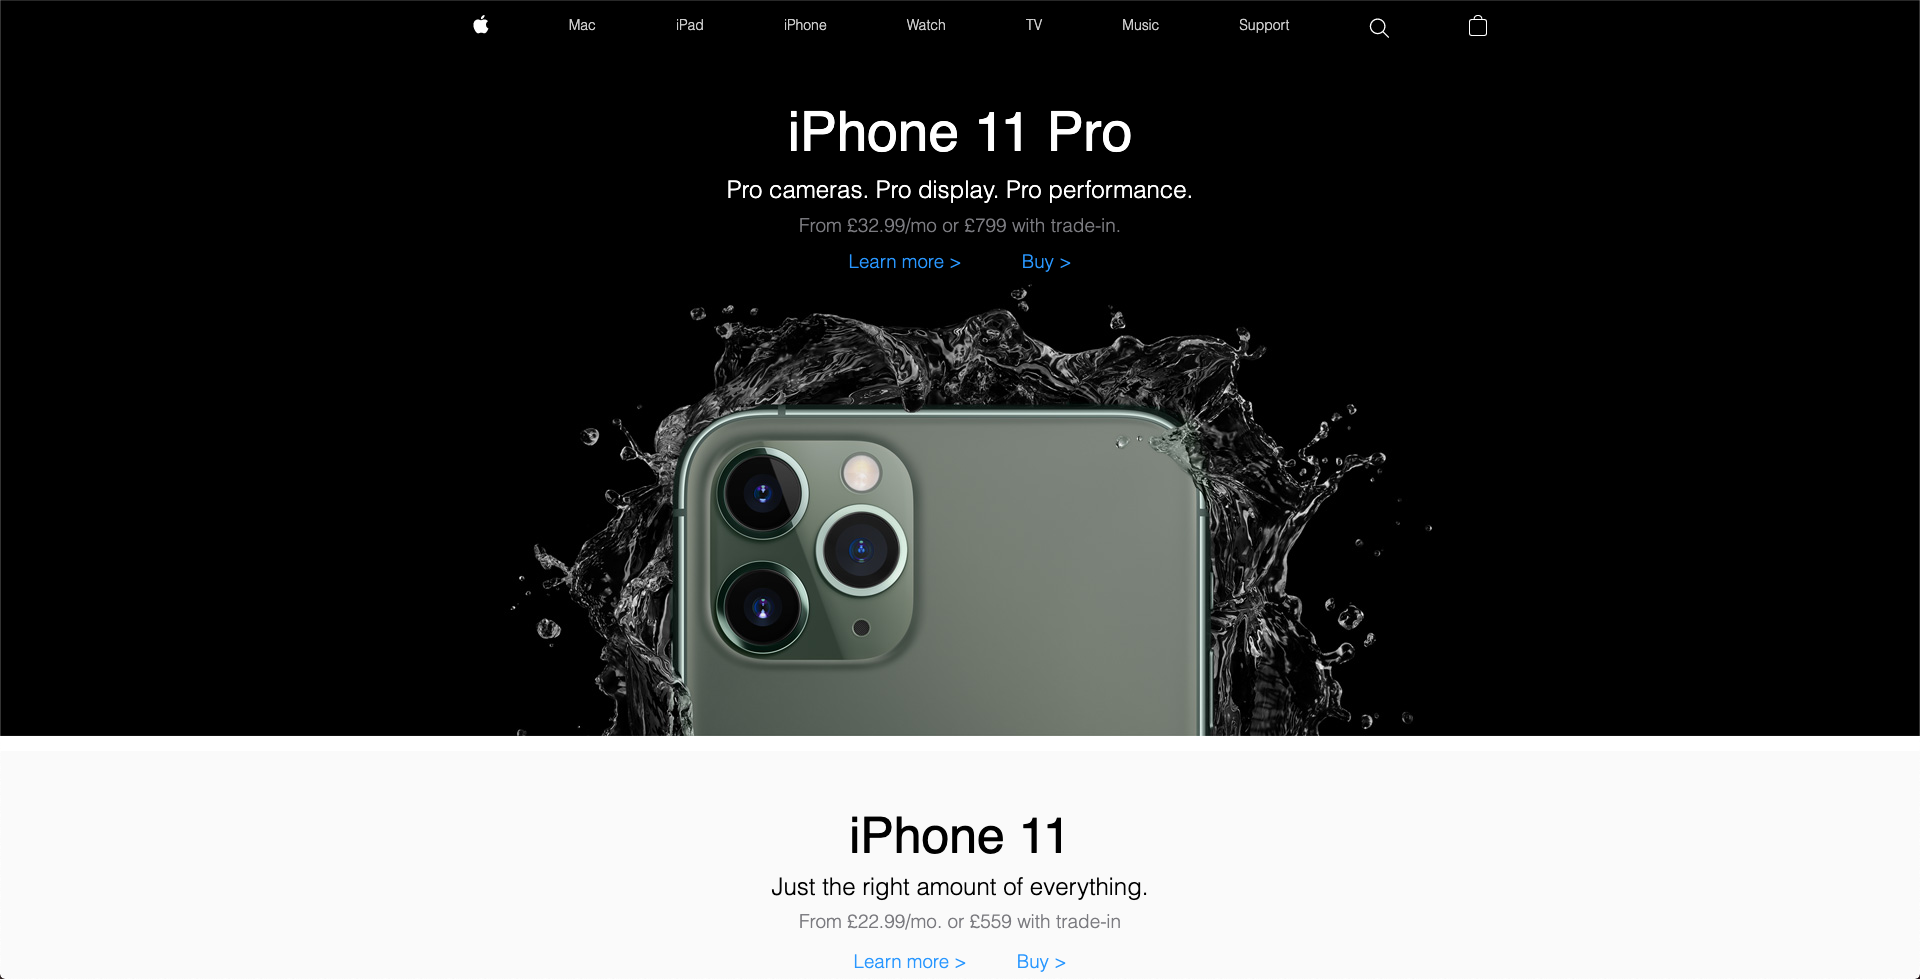 Mac iPad iPhone Watch TV Music Support
iPhone 11 Pro
Pro cameras. Pro display. Pro performance.
From £32.99/mo or £799 with trade-in.
Learn more > Buy >
iPhone 11
Just the right amount of everything.
From £22.99/mo. or £559 with trade-in
Learn more > Buy >